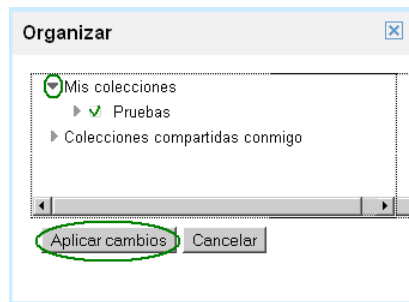 Organizar
Mis colecciones
Pruebas
Colecciones compartidas conmigo
Aplicar cambios Cancelar